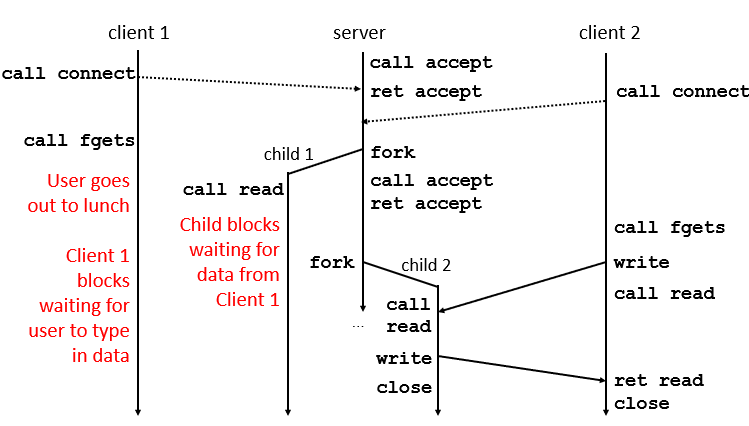 client 1
server
client 2
call accept
call connect
ret accept
call connect
call fgets
child 1
fork
User goes
out to lunch
call read
call accept
ret accept
Child blocks
waiting for
data from
Client 1
call fgets
Client 1
blocks
waiting for
user to type
in data
fork
child 2
write
call read
call
read
...
write
close
ret read
close